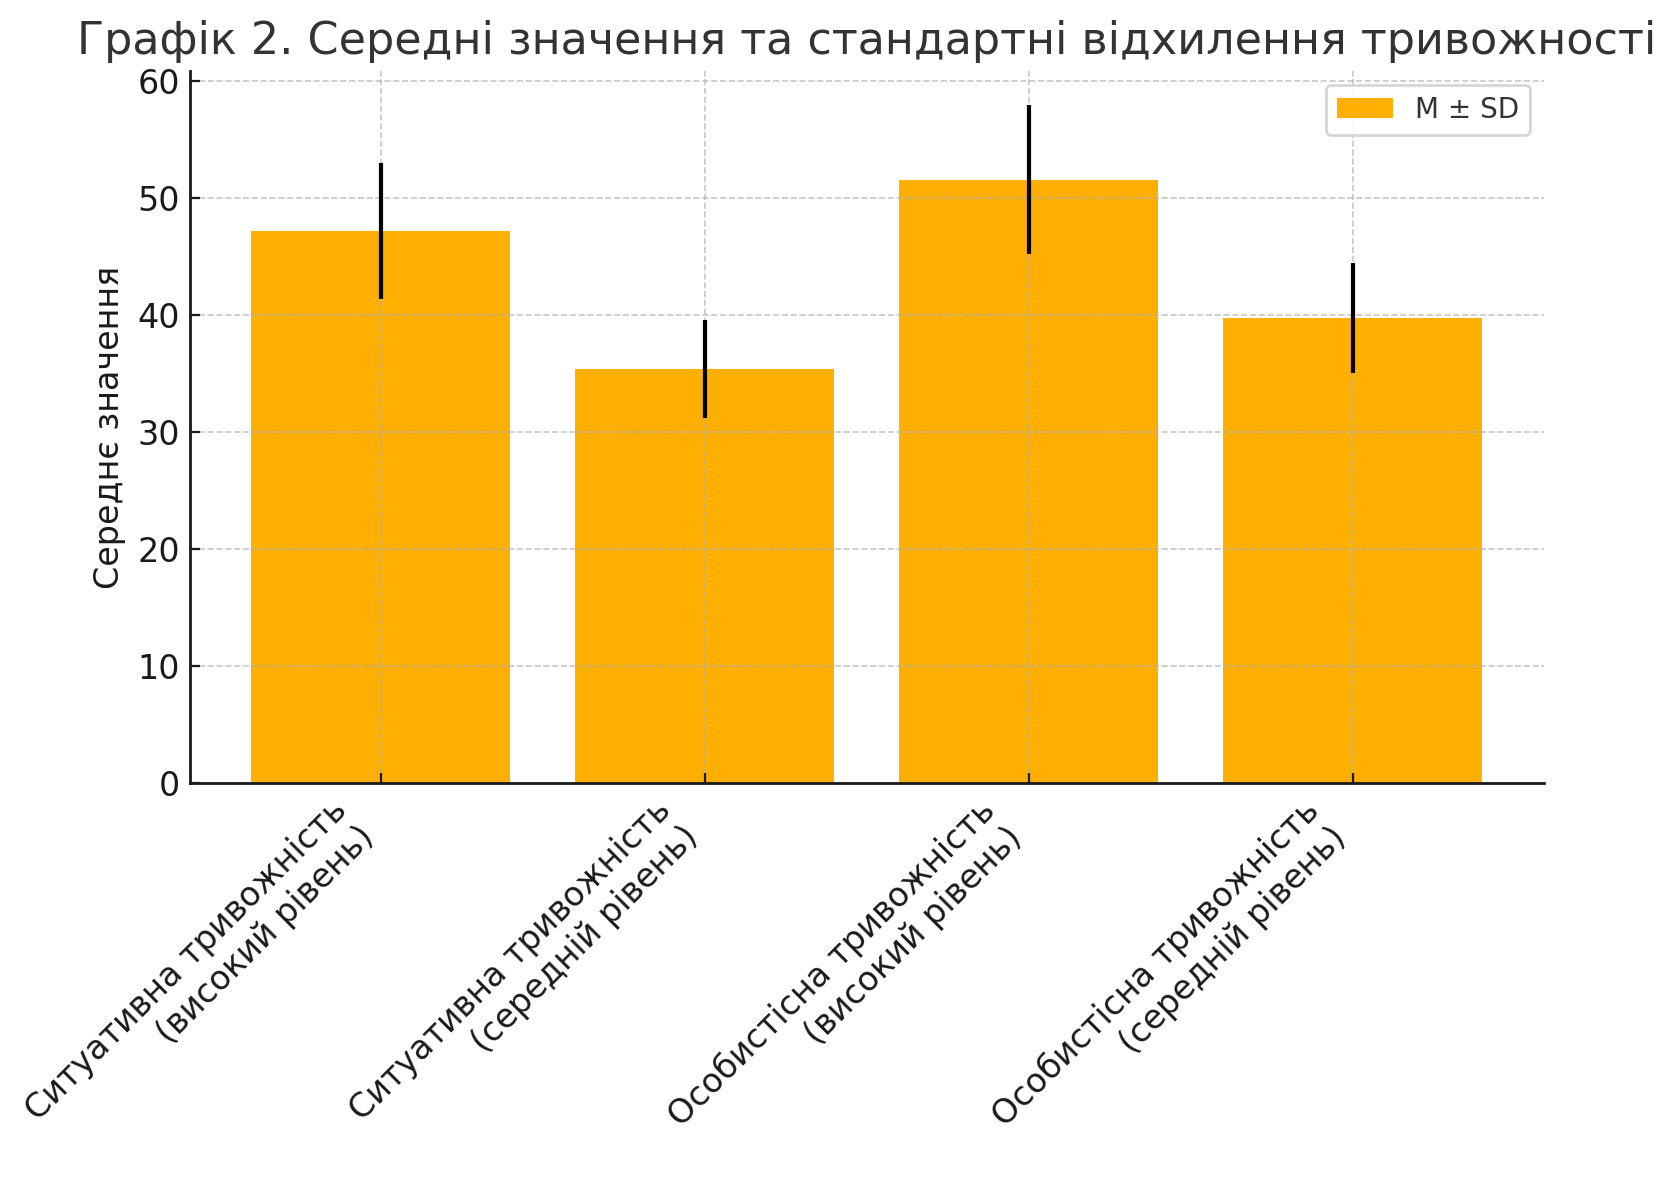 Графік 2. Середні значення та стандартні відхилення тривожності
M ± SD
Середнє значення
60
50
40
30
20
10
0
Ситуативна тривожність
(високий рівень)
Ситуативна тривожність
(середній рівень)
Особистісна тривожність
(високий рівень)
Особистісна тривожність
(середній рівень)